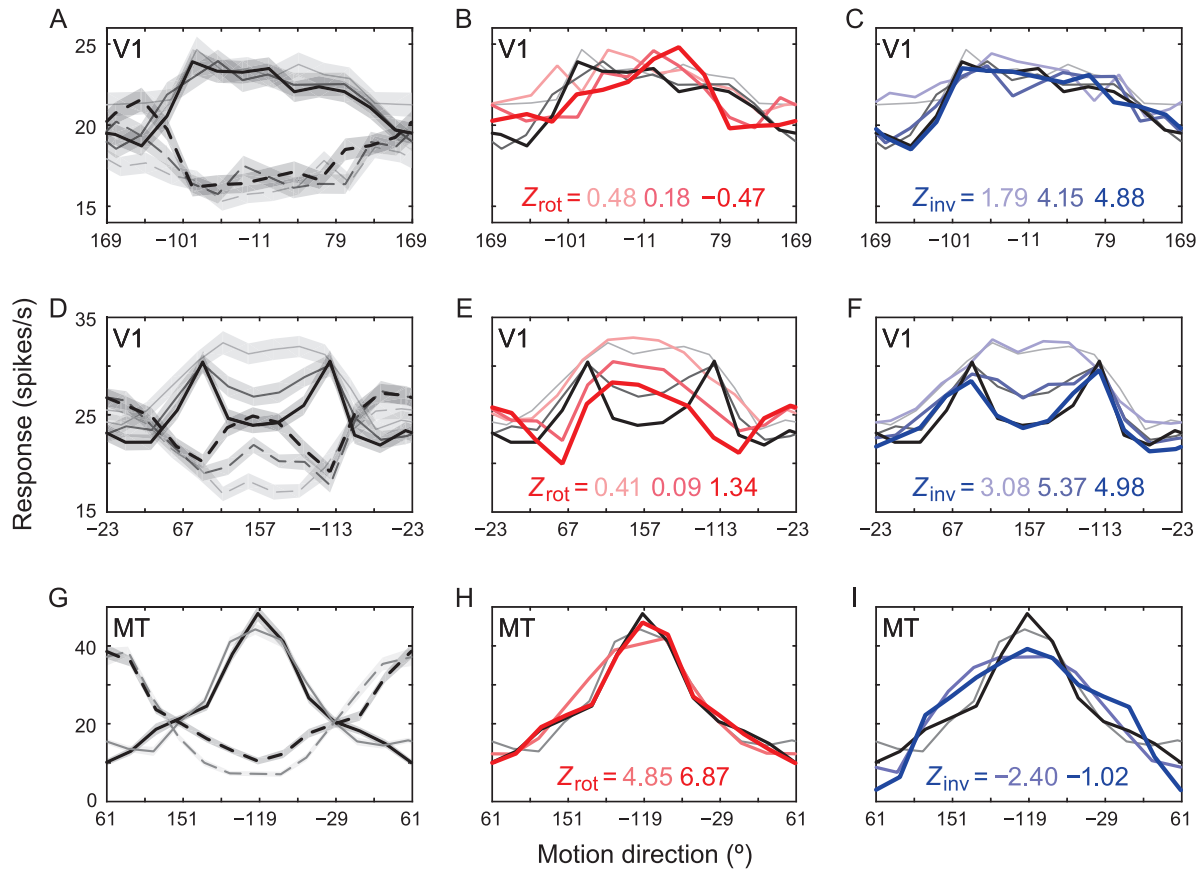 A B C
V1 V1 V1
25
20
15
Zrot = 0.48 0.18 −0.47
Zinv = 1.79 4.15 4.88
169 −101 −11 79 169
169 −101 −11 79 169
169 −101 −11 79 169
D E F
V1 V1 V1
35
25
15
Zrot = 0.41 0.09 1.34
Zinv = 3.08 5.37 4.98
−23 67 157 −113 −23
−23 67 157 −113 −23
−23 67 157 −113 −23
Response (spikes/s)
G H I
MT MT MT
40
20
0
Zrot = 4.85 6.87
Zinv = −2.40 −1.02
61 151 −119 −29 61
61 151 −119 −29 61
61 151 −119 −29 61
Motion direction (º)